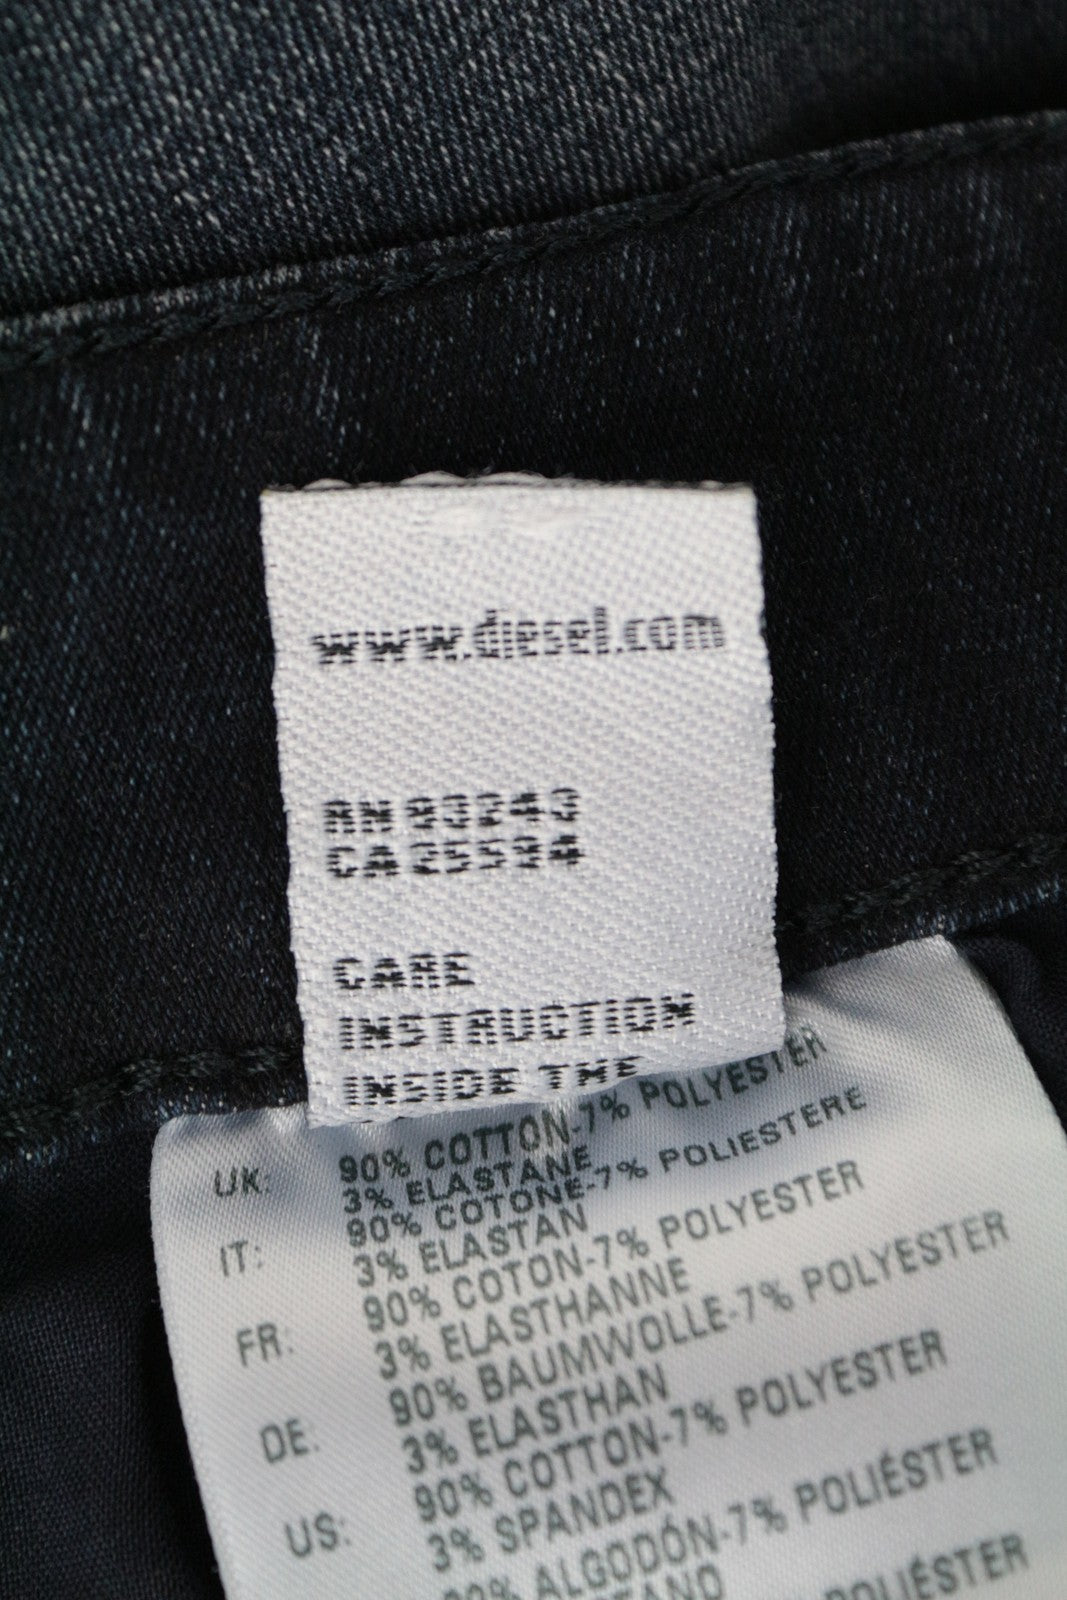 www.diesel.com
RN 93243
CA 25594
CARE
INSTRUCTION
INSIDE THE
UK: 90% COTTON-7% POLYESTER
3% ELASTANE
IT: 90% COTONE-7% POLIESTERE
3% ELASTAN
FR: 90% COTON-7% POLYESTER
3% ELASTHANNE
DE: 90% BAUMWOLLE-7% POLYESTER
3% ELASTHAN
US: 90% COTTON-7% POLYESTER
3% SPANDEX
ALGODÓN-7% POLIÉSTER